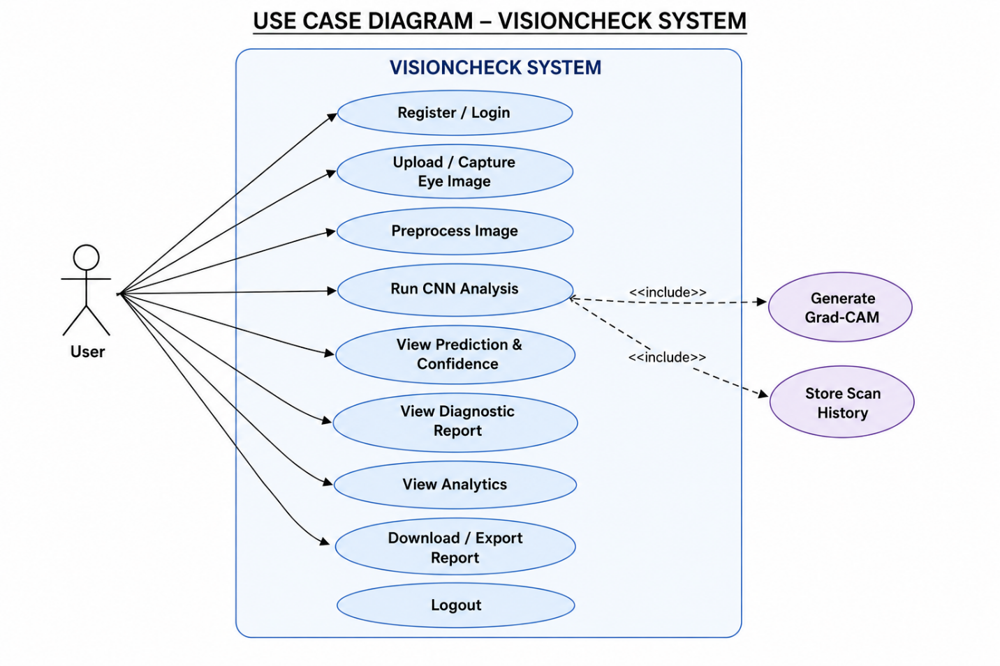 USE CASE DIAGRAM – VISIONCHECK SYSTEM
VISIONCHECK SYSTEM
Register / Login
Upload / Capture
Eye Image
Preprocess Image
Run CNN Analysis
<<include>>
Generate
Grad-CAM
User
View Prediction &
Confidence
<<include>>
Store Scan
History
View Diagnostic
Report
View Analytics
Download / Export
Report
Logout